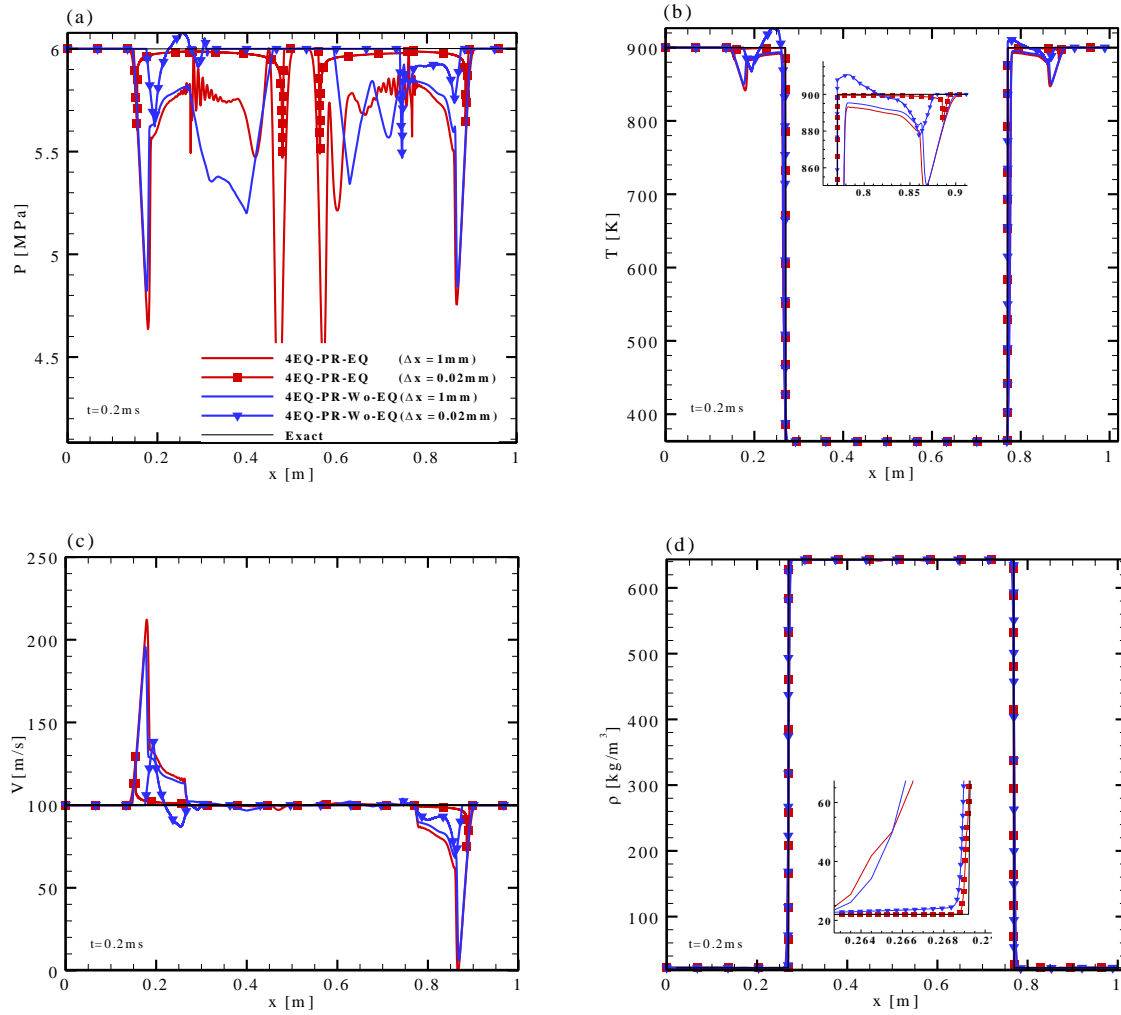 (a)
P [MPa]
6
5.5
5
4.5
4EQ-PR-EQ (Δx = 1mm)
4EQ-PR-EQ (Δx = 0.02mm)
4EQ-PR-Wo-EQ (Δx = 1mm)
4EQ-PR-Wo-EQ (Δx = 0.02mm)
Exact
t=0.2ms
0 0.2 0.4 0.6 0.8 1
x [m]
(b)
T [K]
900
800
700
600
500
400
900
880
860
0.8 0.85 0.9
t=0.2ms
0 0.2 0.4 0.6 0.8 1
x [m]
(c)
V[m/s]
250
200
150
100
50
0
t=0.2ms
0 0.2 0.4 0.6 0.8 1
x [m]
(d)
ρ [kg/m³]
600
500
400
300
200
100
0
60
40
20
0.264 0.266 0.268 0.27
t=0.2ms
0 0.2 0.4 0.6 0.8 1
x [m]